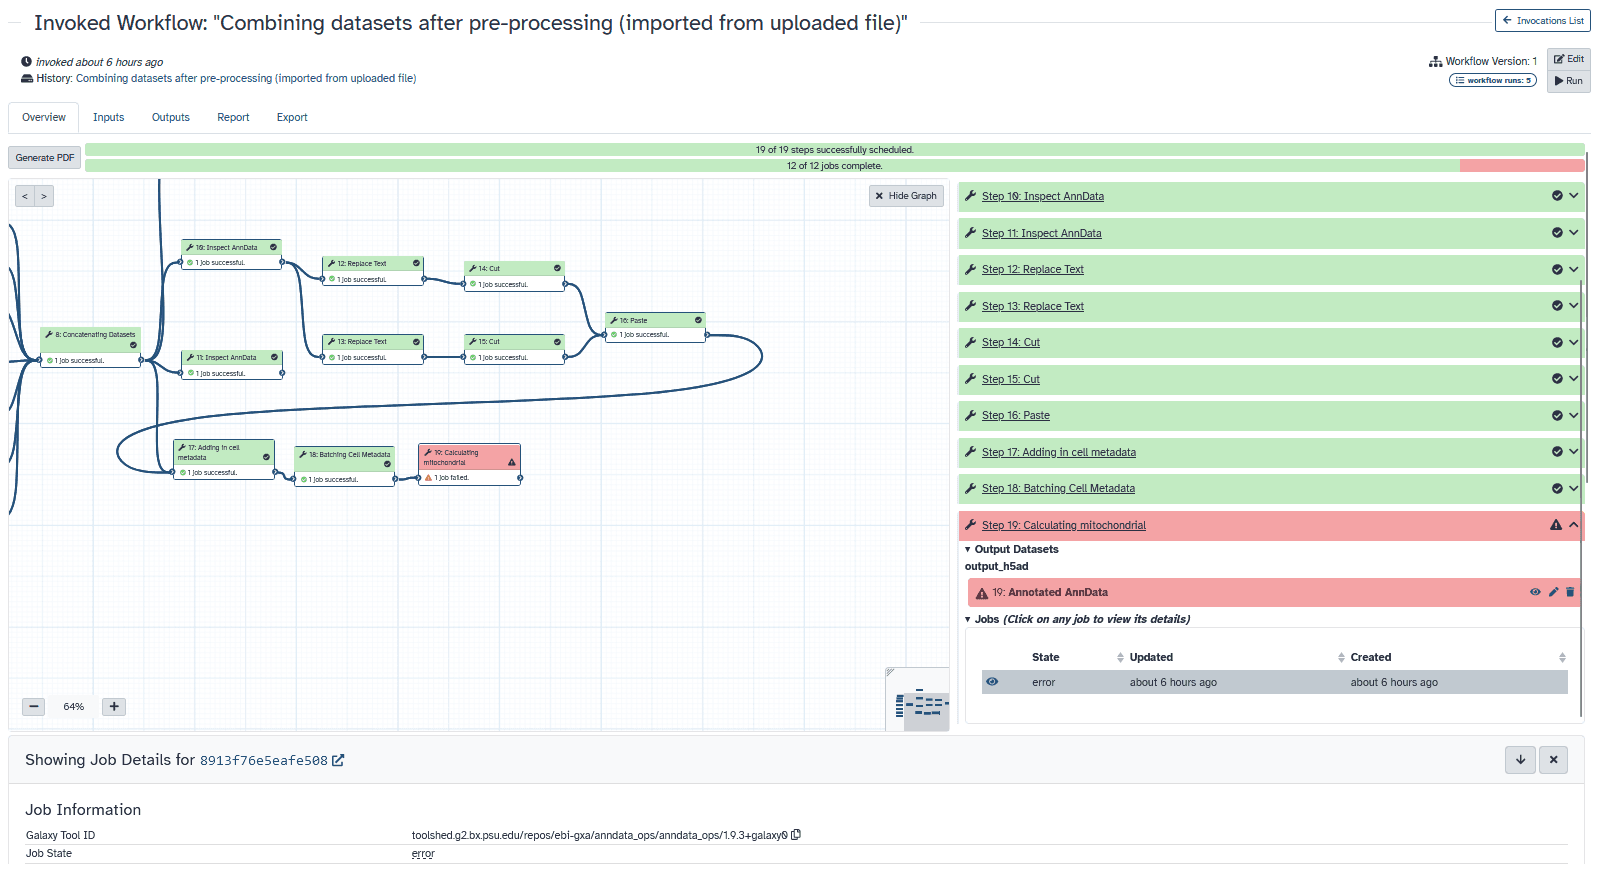 Invoked Workflow: "Combining datasets after pre-processing (imported from uploaded file)"
Invocations List
invoked about 6 hours ago
History: Combining datasets after pre-processing (imported from uploaded file)
Workflow Version: 1
workflow runs: 5
Edit
Run
Overview
Inputs
Outputs
Report
Export
Generate PDF
19 of 19 steps successfully scheduled.
12 of 12 jobs complete.
< >
Hide Graph
10: Inspect AnnData
1 Job successful.
12: Replace Text
1 Job successful.
14: Cut
1 Job successful.
16: Paste
1 Job successful.
8: Concatenating Datasets
1 Job successful.
11: Inspect AnnData
1 Job successful.
13: Replace Text
1 Job successful.
15: Cut
1 Job successful.
17: Adding in cell
metadata
1 Job successful.
18: Batching Cell Metadata
1 Job successful.
19: Calculating
mitochondrial
1 Job failed.
64%
Step 10: Inspect AnnData
Step 11: Inspect AnnData
Step 12: Replace Text
Step 13: Replace Text
Step 14: Cut
Step 15: Cut
Step 16: Paste
Step 17: Adding in cell metadata
Step 18: Batching Cell Metadata
Step 19: Calculating mitochondrial
Output Datasets
output_h5ad
19: Annotated AnnData
Jobs (Click on any job to view its details)
State Updated Created
error about 6 hours ago about 6 hours ago
Showing Job Details for 8913f76e5eafe508
Job Information
Galaxy Tool ID toolshed.g2.bx.psu.edu/repos/ebi-gxa/anndata_ops/anndata_ops/1.9.3+galaxy0
Job State error